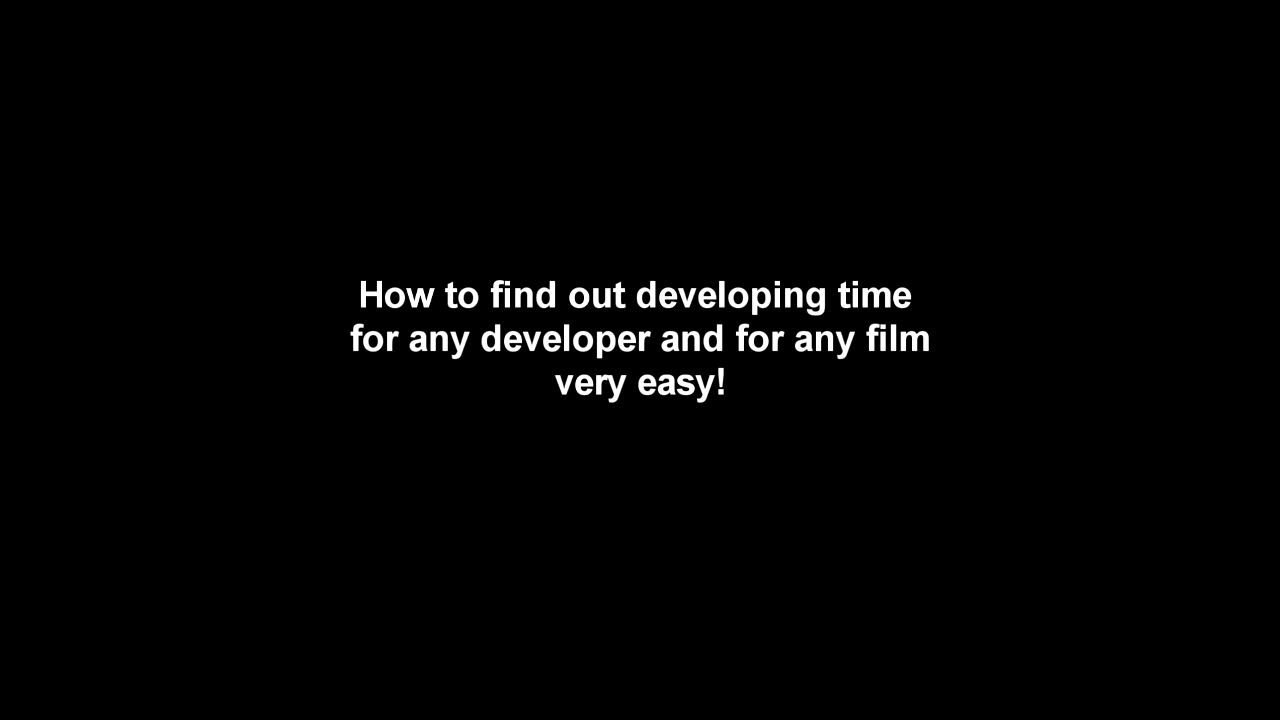 How to find out developing time
for any developer and for any film
very easy!